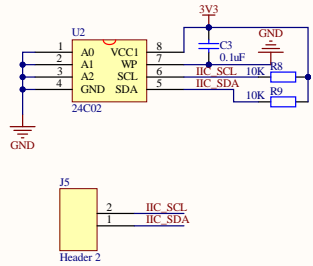 3V3
U2
GND
1 A0 VCC1 8
C3
2 A1 WP 7
0.1uF
3 A2 SCL 6 IIC_SCL 10K R8
4 GND SDA 5 IIC_SDA
24C02
10K R9
GND
J5
2 IIC_SCL
1 IIC_SDA
Header 2